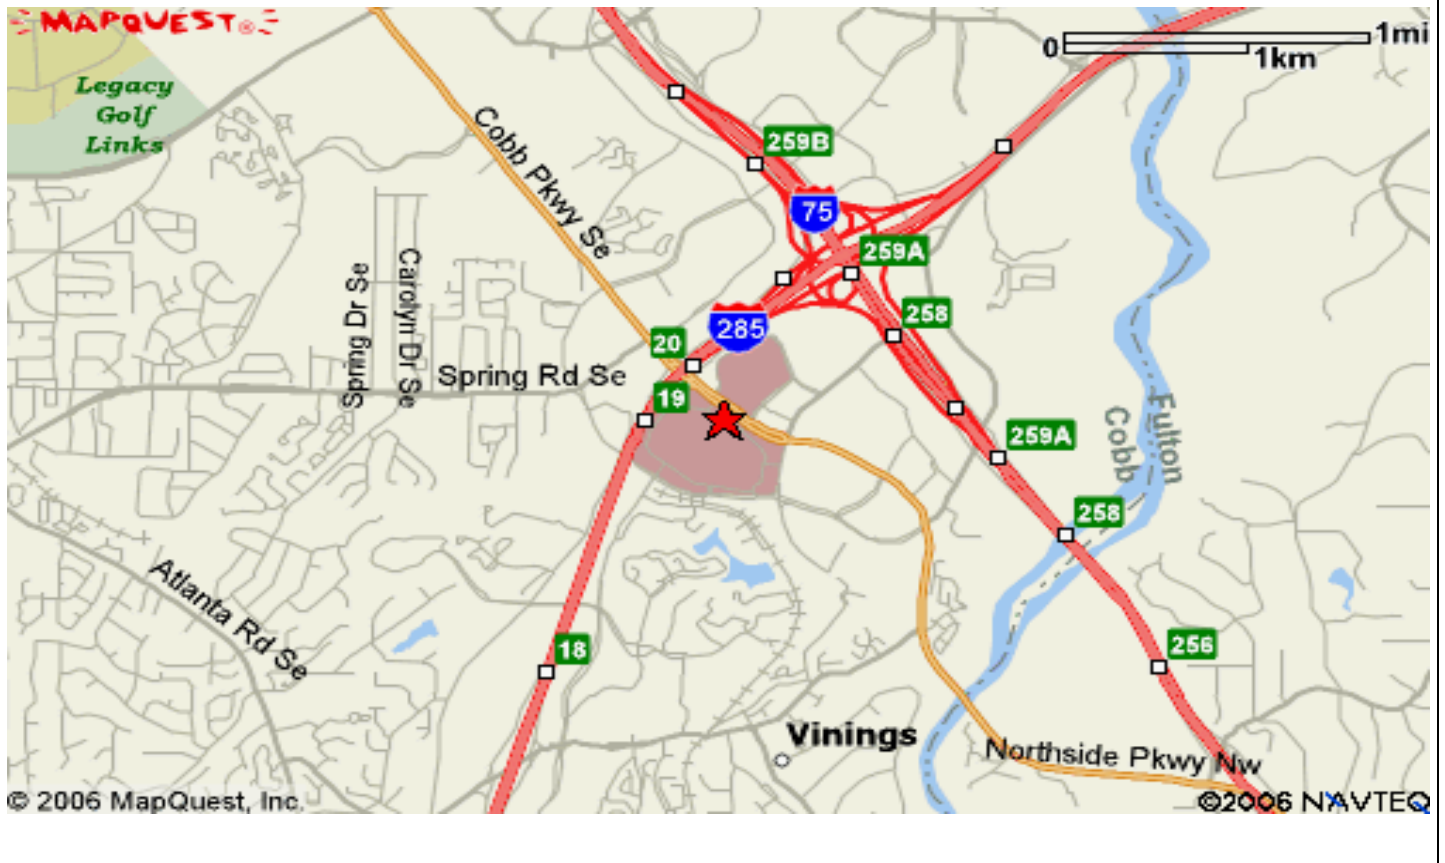 MAPQUEST®
0
1mi
1km
Legacy
Golf
Links
Cobb Pkwy Se
259B
75
259A
285
258
20
Spring Dr Se
Carolyn Dr Se
Spring Rd Se
19
259A
Cobb
Fulton
258
Atlanta Rd Se
18
256
Vinings
Northside Pkwy Nw
© 2006 MapQuest, Inc.
©2006 NAVTEQ